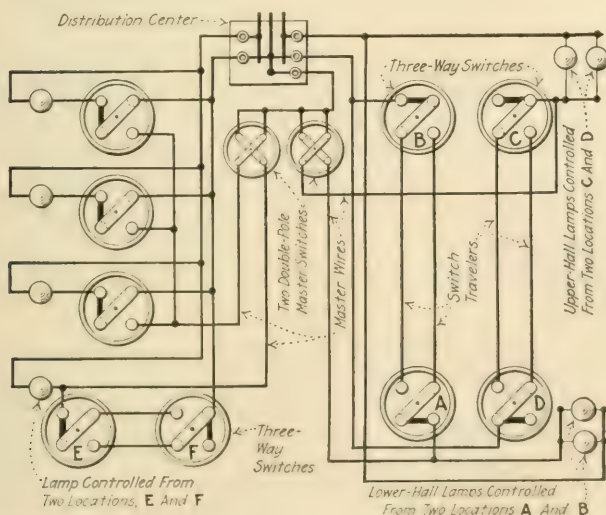 Distribution Center
Three-Way Switches
B
C
Two Double-Pole
Master Switches
Master Wires
Switch
Travelers
Upper-Hall Lamps Controlled
From Two Locations C And D
A
D
E
F
Three-
Way
Switches
Lamp Controlled From
Two Locations, E And F
Lower-Hall Lamps Controlled
From Two Locations A And B